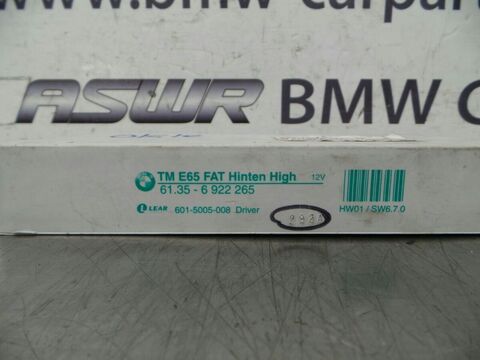 www.bmw-carpart
ASWR BMW C
TM E65 FAT Hinten High 12V
61.35 - 6 922 265
LEAR 601-5005-008 Driver
HW01 / SW6.7.0